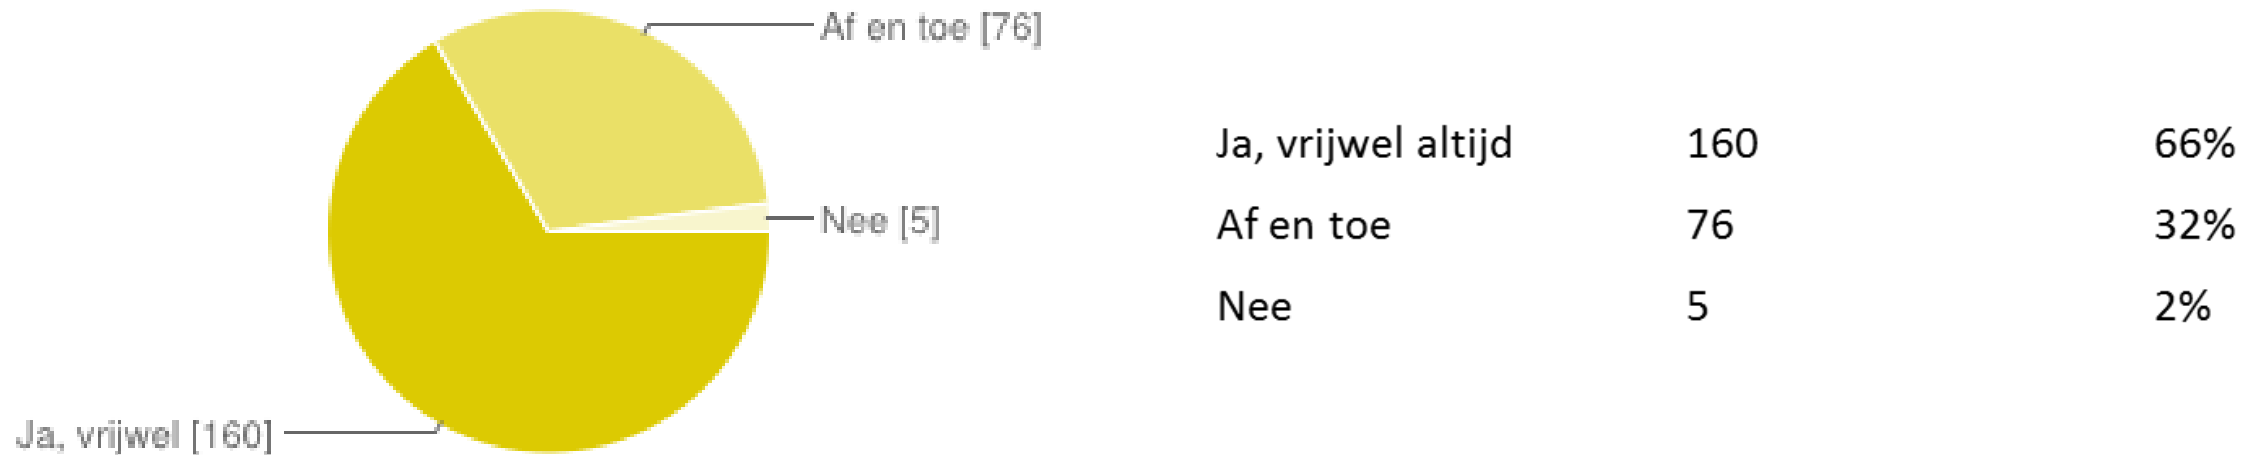 Af en toe [76]
Nee [5]
Ja, vrijwel [160]
Ja, vrijwel altijd 160 66%
Af en toe 76 32%
Nee 5 2%